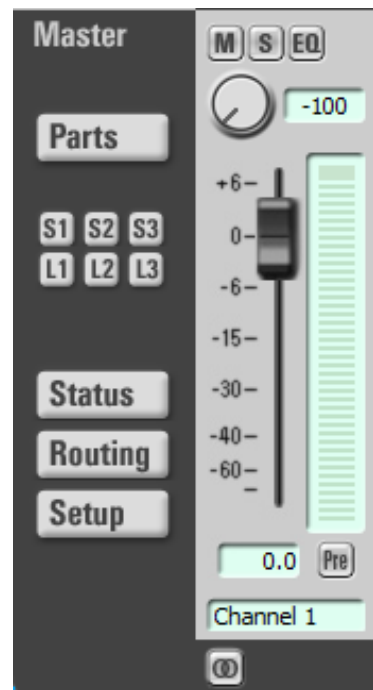 Master
M S EQ
-100
Parts
+6-
S1 S2 S3
0-
L1 L2 L3
-6-
-15-
Status
-30-
Routing
-40-
-60-
-
Setup
0.0 Pre
Channel 1